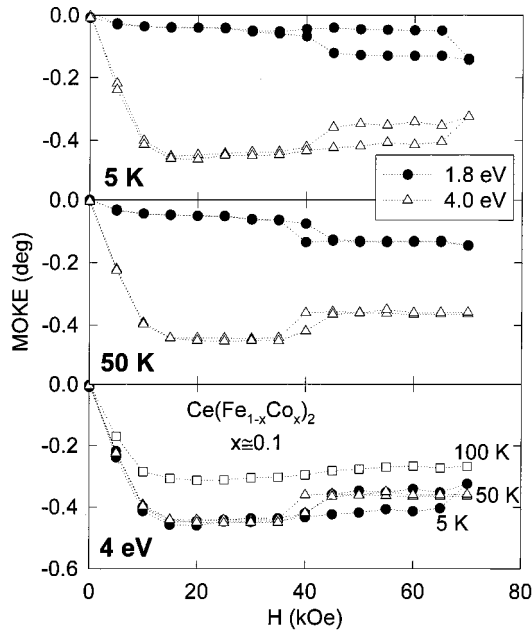 0.0
-0.2
-0.4
5 K
1.8 eV
4.0 eV
0.0
-0.2
-0.4
50 K
MOKE (deg)
0.0
-0.2
-0.4
-0.6
Ce(Fe1-xCox)2
x≅0.1
100 K
50 K
5 K
4 eV
0 20 40 60 80
H (kOe)